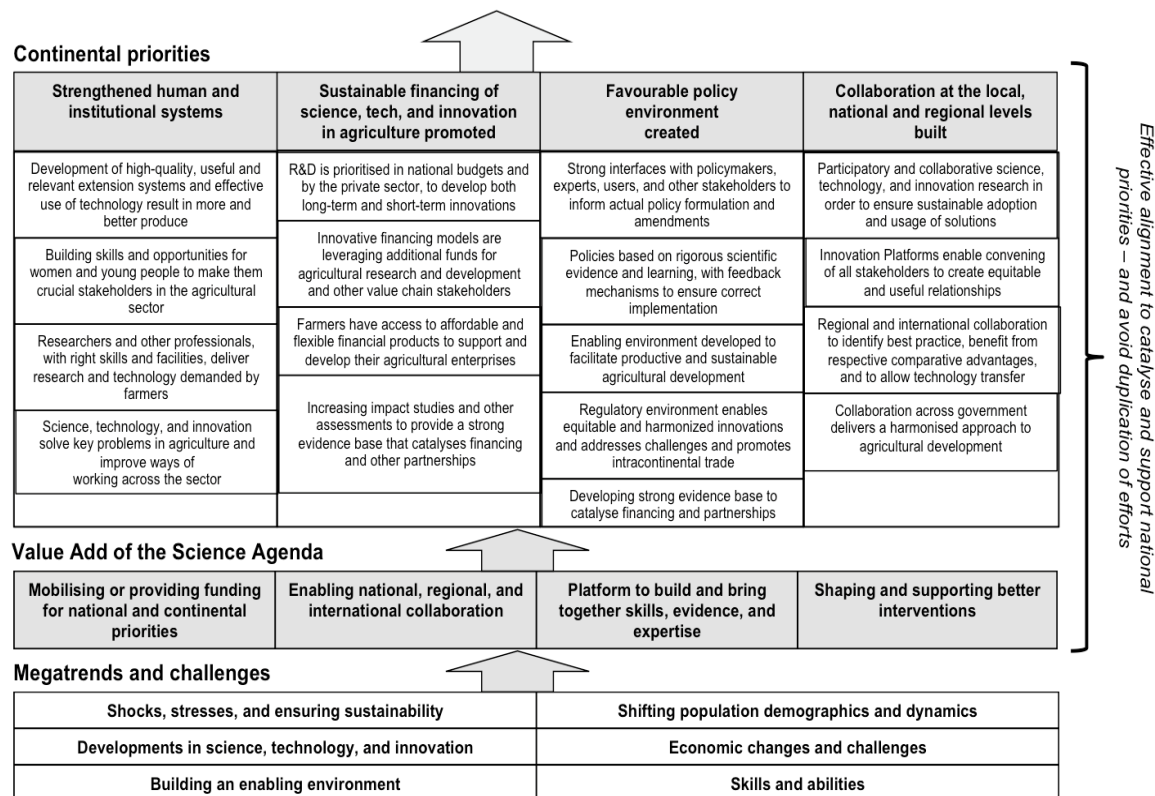 Continental priorities
Strengthened human and
institutional systems
Development of high-quality, useful and
relevant extension systems and effective
use of technology result in more and
better produce
Building skills and opportunities for
women and young people to make them
crucial stakeholders in the agricultural
sector
Researchers and other professionals,
with right skills and facilities, deliver
research and technology demanded by
farmers
Science, technology, and innovation
solve key problems in agriculture and
improve ways of
working across the sector
Sustainable financing of
science, tech, and innovation
in agriculture promoted
R&D is prioritised in national budgets and
by the private sector, to develop both
long-term and short-term innovations
Innovative financing models are
leveraging additional funds for
agricultural research and development
and other value chain stakeholders
Farmers have access to affordable and
flexible financial products to support and
develop their agricultural enterprises
Increasing impact studies and other
assessments to provide a strong
evidence base that catalyses financing
and other partnerships
Favourable policy
environment
created
Strong interfaces with policymakers,
experts, users, and other stakeholders to
inform actual policy formulation and
amendments
Policies based on rigorous scientific
evidence and learning, with feedback
mechanisms to ensure correct
implementation
Enabling environment developed to
facilitate productive and sustainable
agricultural development
Regulatory environment enables
equitable and harmonized innovations
and addresses challenges and promotes
intracontinental trade
Developing strong evidence base to
catalyse financing and partnerships
Collaboration at the local,
national and regional levels
built
Participatory and collaborative science,
technology, and innovation research in
order to ensure sustainable adoption
and usage of solutions
Innovation Platforms enable convening
of all stakeholders to create equitable
and useful relationships
Regional and international collaboration
to identify best practice, benefit from
respective comparative advantages,
and to allow technology transfer
Collaboration across government
delivers a harmonised approach to
agricultural development
Effective alignment to catalyse and support national
priorities – and avoid duplication of efforts
Value Add of the Science Agenda
Mobilising or providing funding
for national and continental
priorities
Enabling national, regional, and
international collaboration
Platform to build and bring
together skills, evidence, and
expertise
Shaping and supporting better
interventions
Megatrends and challenges
Shocks, stresses, and ensuring sustainability
Shifting population demographics and dynamics
Developments in science, technology, and innovation
Economic changes and challenges
Building an enabling environment
Skills and abilities